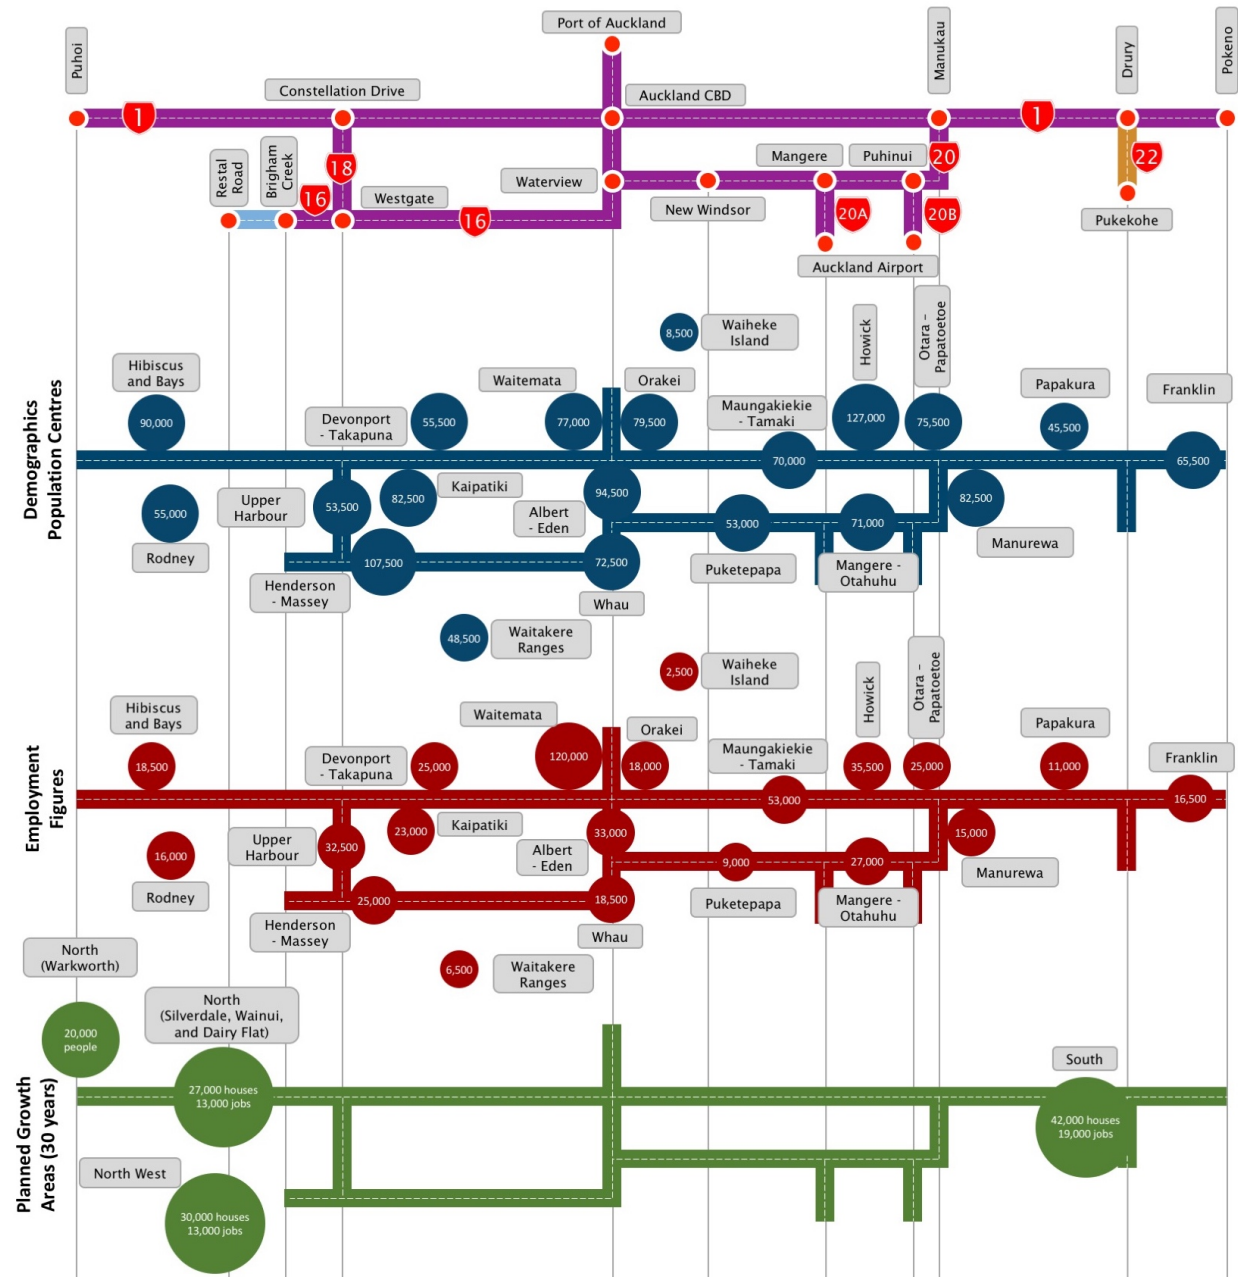 Port of Auckland
Puhoi
Manukau
Drury
Pokeno
Constellation Drive
Auckland CBD
1
1
Restal
Road
Brigham
Creek
18
16
Westgate
16
Waterview
Mangere
Puhinui
20
22
New Windsor
20A
20B
Pukekohe
Auckland Airport
Demographics
Population Centres
8,500
Waiheke
Island
Howick
Otara –
Papatoetoe
Hibiscus
and Bays
90,000
Devonport
- Takapuna
55,500
Waitemata
77,000
Orakei
79,500
Maungakiekie
- Tamaki
70,000
127,000
75,500
Papakura
45,500
Franklin
65,500
55,000
Rodney
Upper
Harbour
53,500
82,500
Kaipatiki
Albert
- Eden
94,500
53,000
Puketepapa
71,000
Mangere -
Otahuhu
82,500
Manurewa
Henderson
- Massey
107,500
72,500
Whau
48,500
Waitakere
Ranges
Employment
Figures
2,500
Waiheke
Island
Howick
Otara –
Papatoetoe
Hibiscus
and Bays
18,500
Devonport
- Takapuna
25,000
Waitemata
120,000
Orakei
18,000
Maungakiekie
- Tamaki
53,000
35,500
25,000
Papakura
11,000
Franklin
16,500
16,000
Rodney
Upper
Harbour
32,500
23,000
Kaipatiki
Albert
- Eden
33,000
9,000
Puketepapa
27,000
Mangere -
Otahuhu
15,000
Manurewa
Henderson
- Massey
25,000
18,500
Whau
6,500
Waitakere
Ranges
Planned Growth
Areas (30 years)
North
(Warkworth)
20,000
people
North
(Silverdale, Wainui,
and Dairy Flat)
27,000 houses
13,000 jobs
South
42,000 houses
19,000 jobs
North West
30,000 houses
13,000 jobs